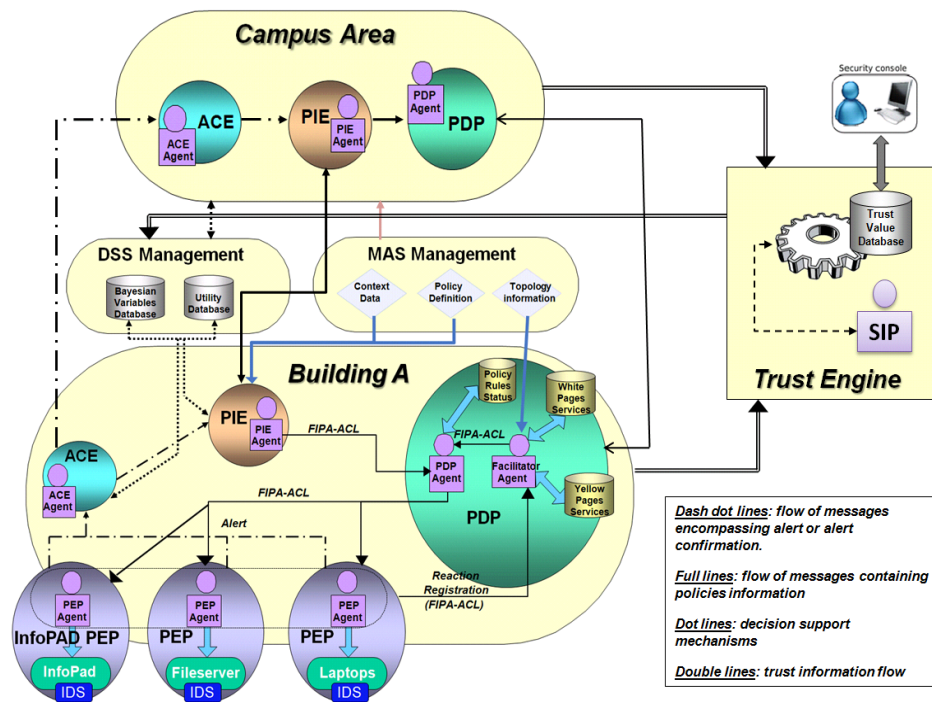 Campus Area
ACE
ACE
Agent
PIE
PIE
Agent
PDP
Agent
PDP
Security console
Trust
Value
Database
SIP
Trust Engine
DSS Management
Bayesian
Variables
Database
Utility
Database
MAS Management
Context
Data
Policy
Definition
Topology
information
Building A
PIE
PIE
Agent
FIPA-ACL
Policy
Rules
Status
White
Pages
Services
FIPA-ACL
PDP
Agent
Facilitator
Agent
Yellow
Pages
Services
PDP
ACE
ACE
Agent
FIPA-ACL
Alert
Reaction
Registration
(FIPA-ACL)
PEP
Agent
InfoPAD PEP
InfoPad
IDS
PEP
Agent
PEP
Fileserver
IDS
PEP
Agent
PEP
Laptops
IDS
Dash dot lines: flow of messages
encompassing alert or alert
confirmation.
Full lines: flow of messages containing
policies information
Dot lines: decision support
mechanisms
Double lines: trust information flow